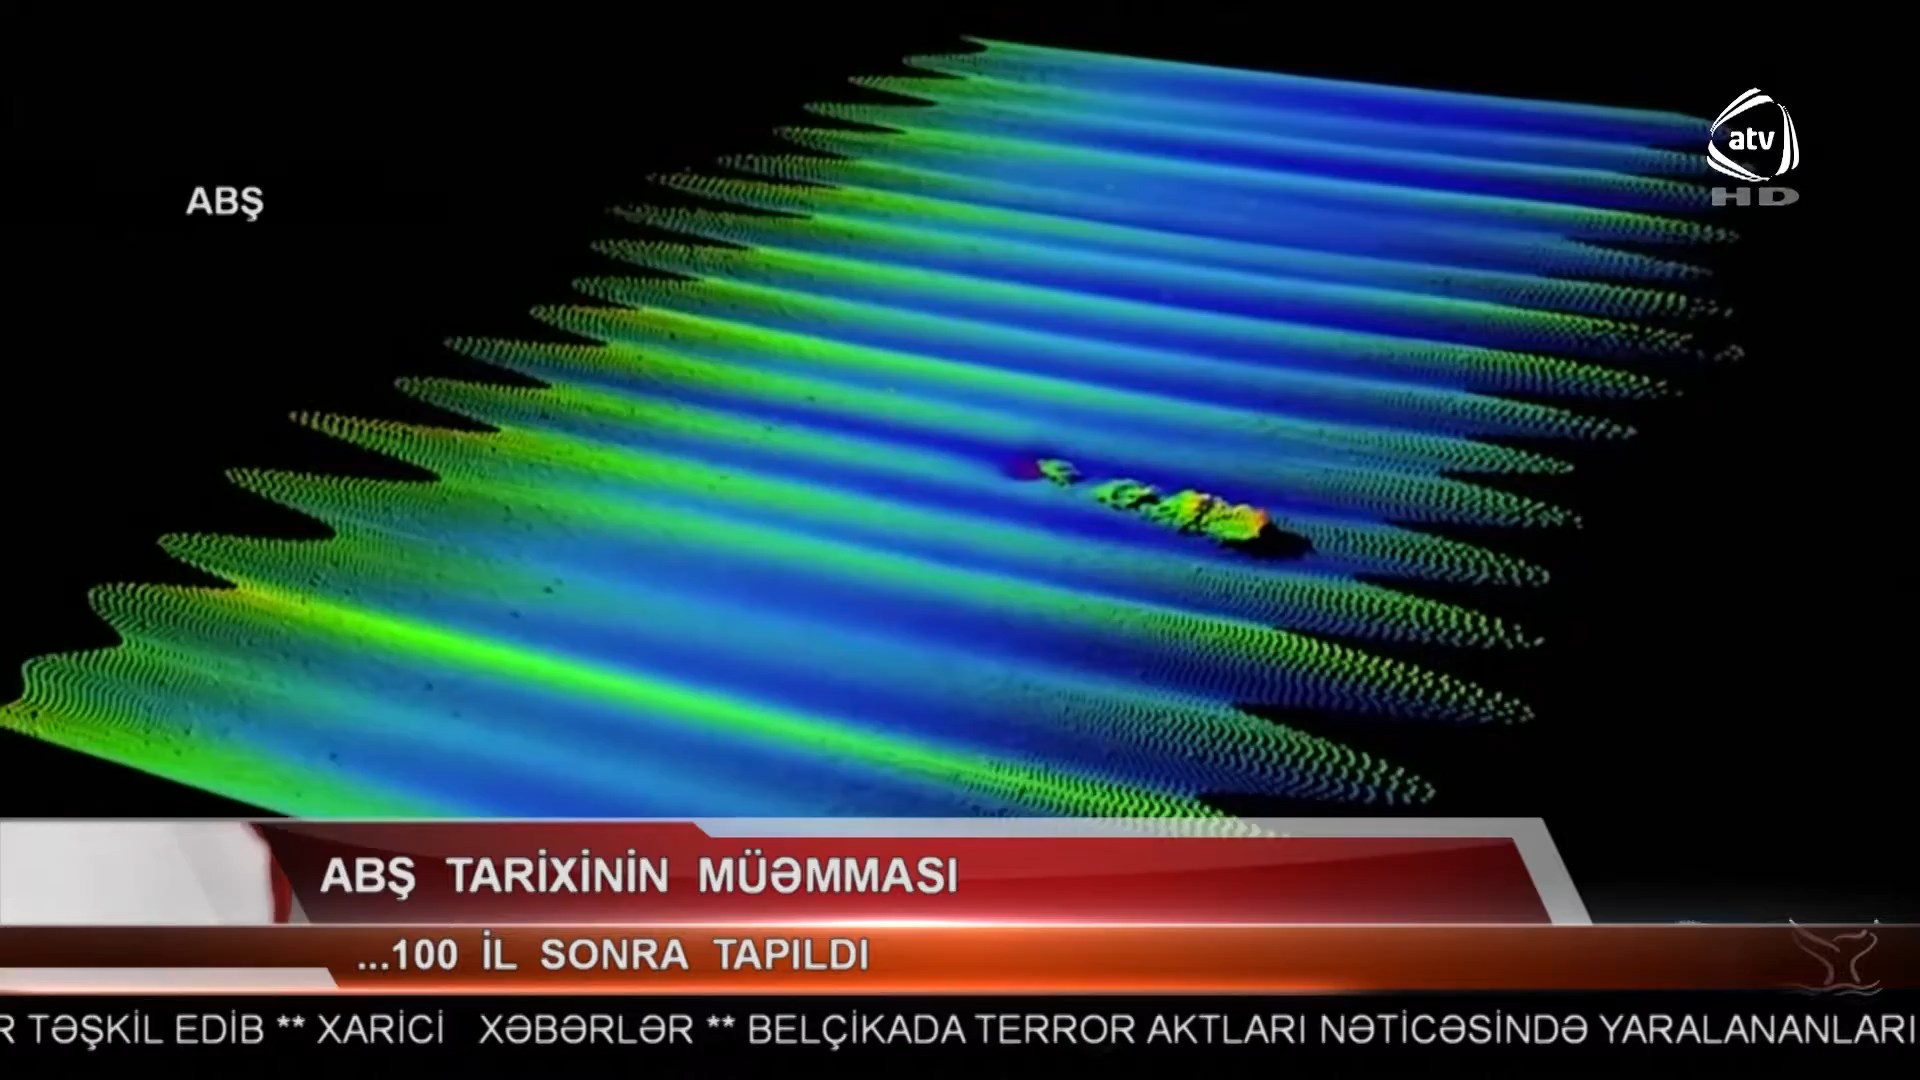 atv
HD
ABŞ
ABŞ TARİXİNİN MÜƏMMASI
...100 İL SONRA TAPILDI
R TƏŞKİL EDİB ** XARİCİ XƏBƏRLƏR ** BELÇİKADA TERROR AKTLARI NƏTİCƏSİNDƏ YARALANANLARI